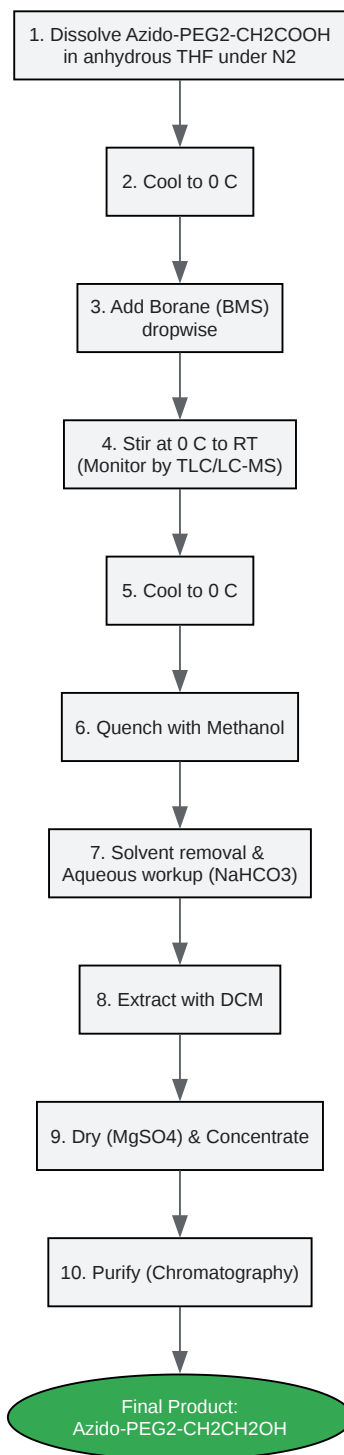 1. Dissolve Azido-PEG2-CH2COOH
in anhydrous THF under N2
2. Cool to 0 C
3. Add Borane (BMS)
dropwise
4. Stir at 0 C to RT
(Monitor by TLC/LC-MS)
5. Cool to 0 C
6. Quench with Methanol
7. Solvent removal &
Aqueous workup (NaHCO3)
8. Extract with DCM
9. Dry (MgSO4) & Concentrate
10. Purify (Chromatography)
Final Product:
Azido-PEG2-CH2CH2OH